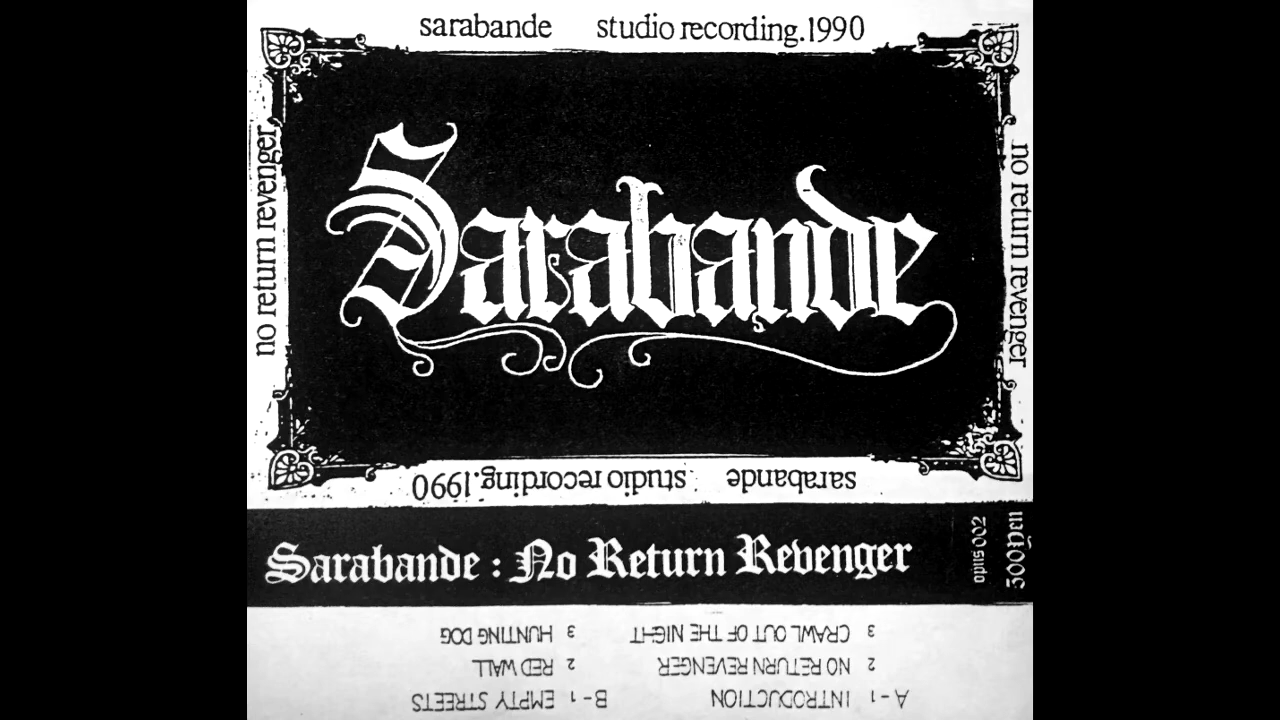 sarabande studio recording.1990
no return revenger
Sarabande
no return revenger
sarabande studio recording.1990
Sarabande : No Return Revenger
opus 002
300Yen
A-1 INTRODUCTION
2 NO RETURN REVENGER
3 CRAWL OUT OF THE NIGHT
B-1 EMPTY STREETS
2 RED WALL
3 HUNTING DOG